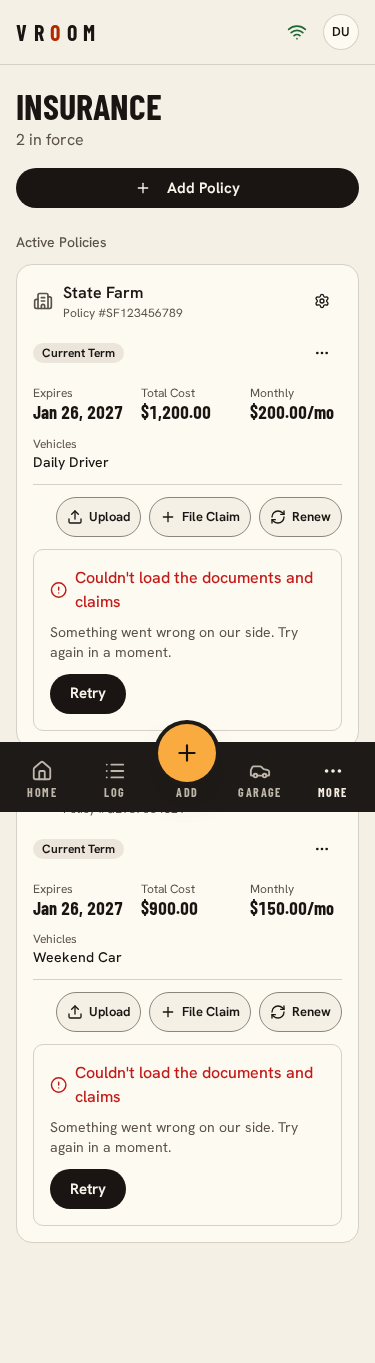 VROOM
DU
INSURANCE
2 in force
Add Policy
Active Policies
State Farm
Policy #SF123456789
Current Term
Expires
Total Cost
Monthly
Jan 26, 2027
$1,200.00
$200.00/mo
Vehicles
Daily Driver
Upload
File Claim
Renew
Couldn't load the documents and
claims
Something went wrong on our side. Try
again in a moment.
Retry
HOME
LOG
ADD
GARAGE
MORE
Current Term
Expires
Total Cost
Monthly
Jan 26, 2027
$900.00
$150.00/mo
Vehicles
Weekend Car
Upload
File Claim
Renew
Couldn't load the documents and
claims
Something went wrong on our side. Try
again in a moment.
Retry